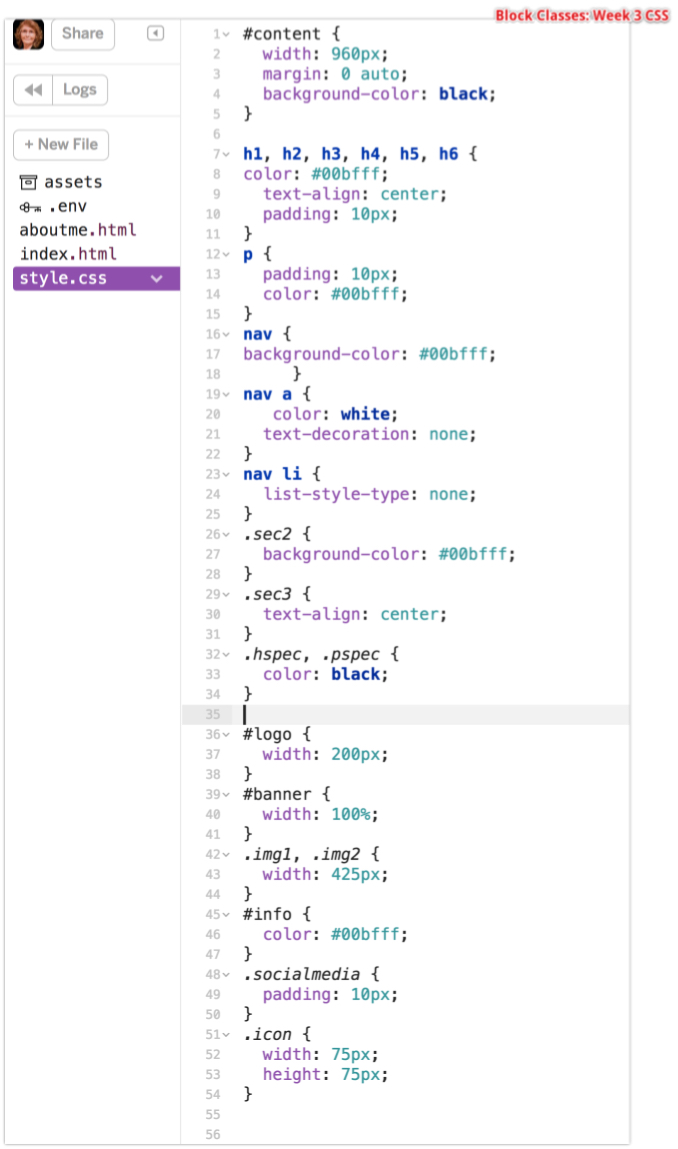 Block Classes: Week 3 CSS
Share
Logs
+ New File
assets
.env
aboutme.html
index.html
style.css
1 #content {
2   width: 960px;
3   margin: 0 auto;
4   background-color: black;
5 }
6
7 h1, h2, h3, h4, h5, h6 {
8 color: #00bfff;
9   text-align: center;
10   padding: 10px;
11 }
12 p {
13   padding: 10px;
14   color: #00bfff;
15 }
16 nav {
17 background-color: #00bfff;
18      }
19 nav a {
20    color: white;
21   text-decoration: none;
22 }
23 nav li {
24   list-style-type: none;
25 }
26 .sec2 {
27   background-color: #00bfff;
28 }
29 .sec3 {
30   text-align: center;
31 }
32 .hspec, .pspec {
33   color: black;
34 }
35
36 #logo {
37   width: 200px;
38 }
39 #banner {
40   width: 100%;
41 }
42 .img1, .img2 {
43   width: 425px;
44 }
45 #info {
46   color: #00bfff;
47 }
48 .socialmedia {
49   padding: 10px;
50 }
51 .icon {
52   width: 75px;
53   height: 75px;
54 }
55
56